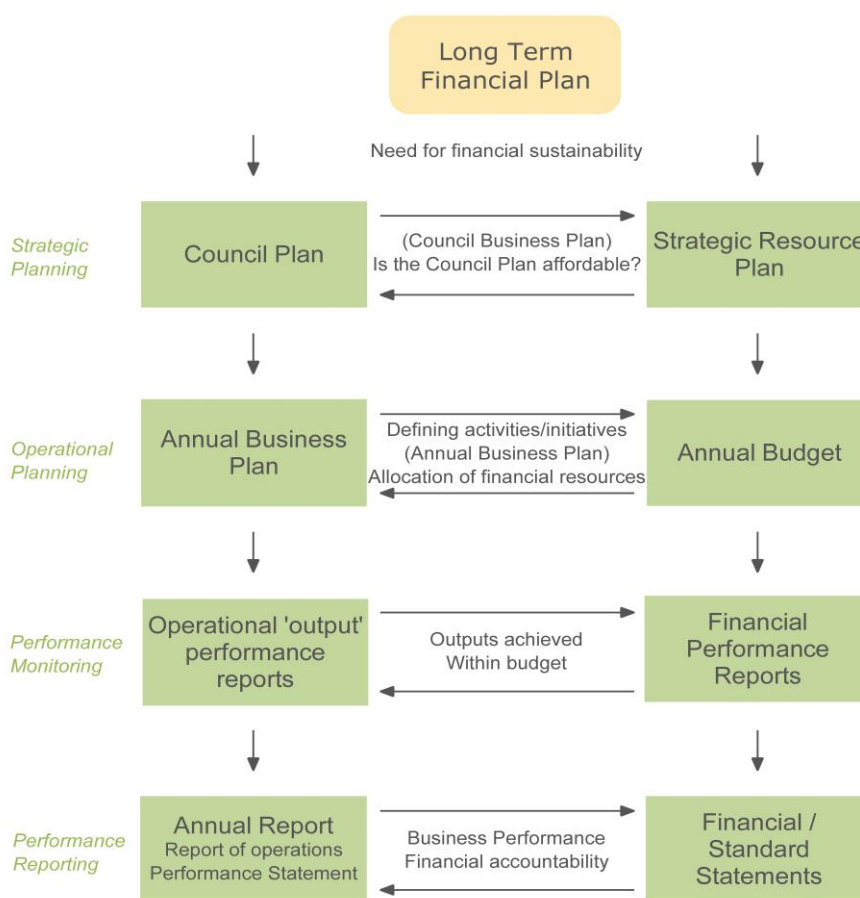 Long Term
Financial Plan
Need for financial sustainability
Strategic
Planning
Council Plan
(Council Business Plan)
Is the Council Plan affordable?
Strategic Resource
Plan
Operational
Planning
Annual Business
Plan
Defining activities/initiatives
(Annual Business Plan)
Allocation of financial resources
Annual Budget
Performance
Monitoring
Operational 'output'
performance
reports
Outputs achieved
Within budget
Financial
Performance
Reports
Performance
Reporting
Annual Report
Report of operations
Performance Statement
Business Performance
Financial accountability
Financial /
Standard
Statements